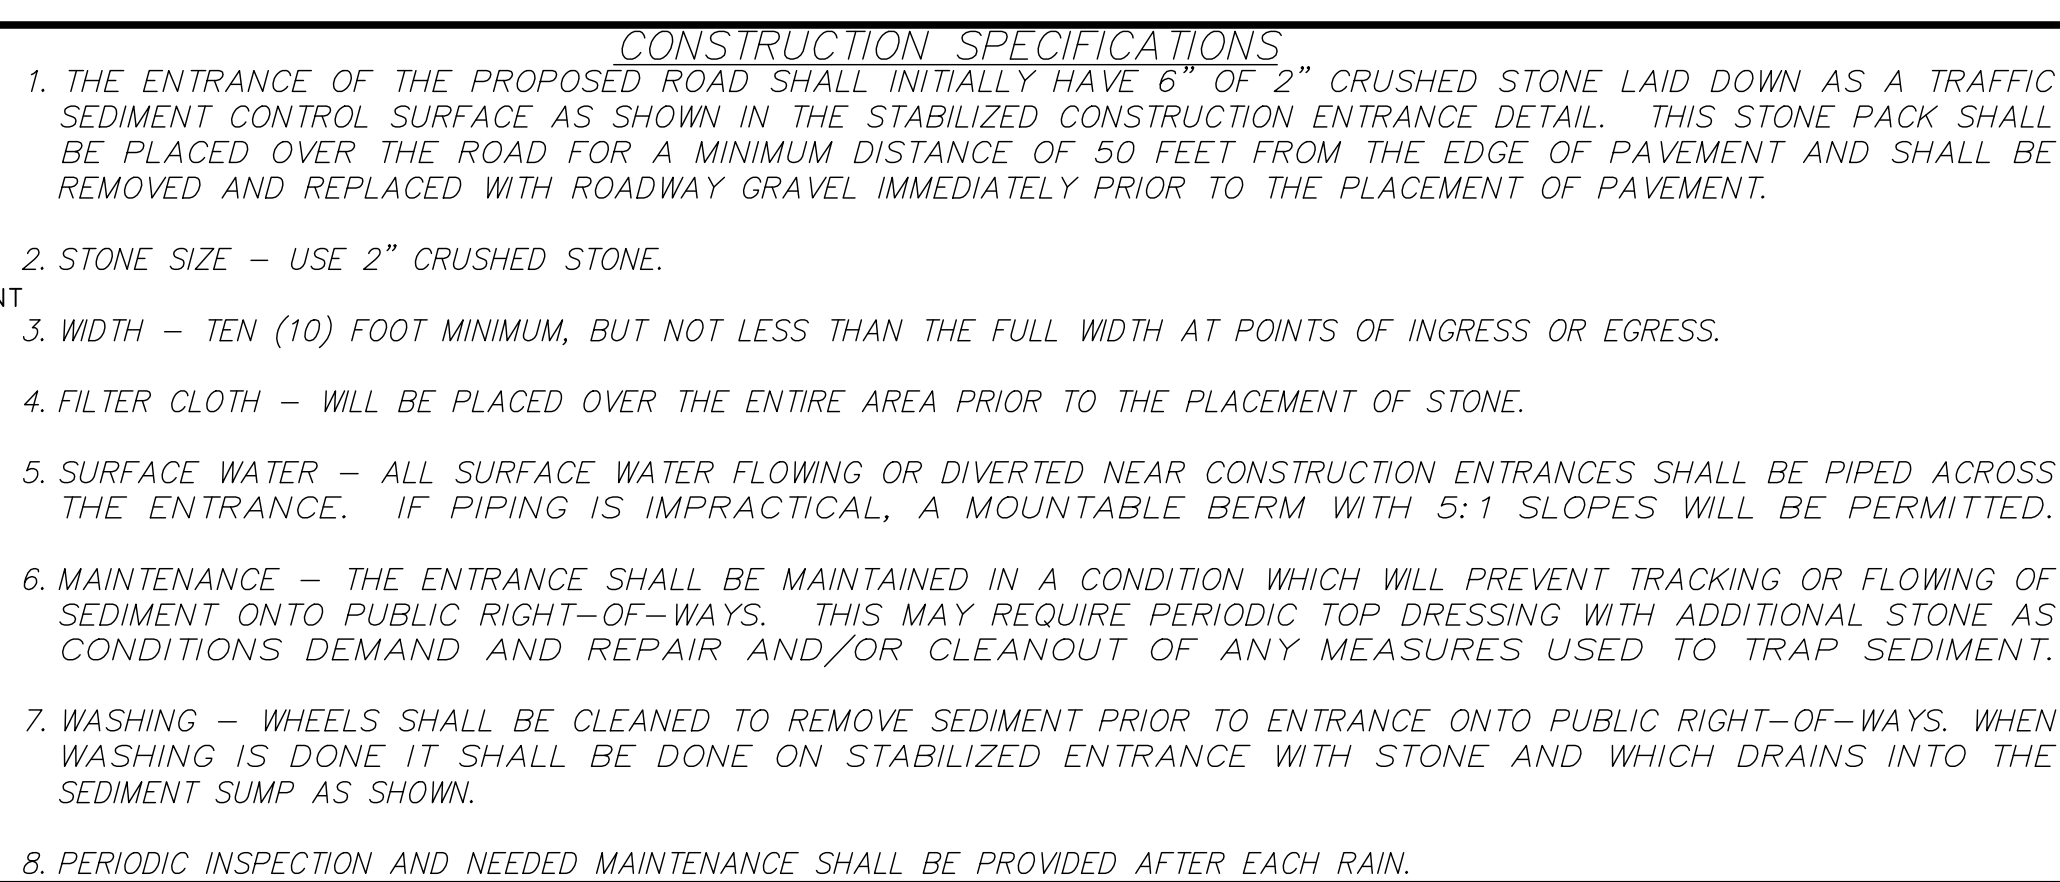 CONSTRUCTION SPECIFICATIONS
1. THE ENTRANCE OF THE PROPOSED ROAD SHALL INITIALLY HAVE 6" OF 2" CRUSHED STONE LAID DOWN AS A TRAFFIC
SEDIMENT CONTROL SURFACE AS SHOWN IN THE STABILIZED CONSTRUCTION ENTRANCE DETAIL. THIS STONE PACK SHALL
BE PLACED OVER THE ROAD FOR A MINIMUM DISTANCE OF 50 FEET FROM THE EDGE OF PAVEMENT AND SHALL BE
REMOVED AND REPLACED WITH ROADWAY GRAVEL IMMEDIATELY PRIOR TO THE PLACEMENT OF PAVEMENT.
2. STONE SIZE – USE 2" CRUSHED STONE.
NT
3. WIDTH – TEN (10) FOOT MINIMUM, BUT NOT LESS THAN THE FULL WIDTH AT POINTS OF INGRESS OR EGRESS.
4. FILTER CLOTH – WILL BE PLACED OVER THE ENTIRE AREA PRIOR TO THE PLACEMENT OF STONE.
5. SURFACE WATER – ALL SURFACE WATER FLOWING OR DIVERTED NEAR CONSTRUCTION ENTRANCES SHALL BE PIPED ACROSS
THE ENTRANCE. IF PIPING IS IMPRACTICAL, A MOUNTABLE BERM WITH 5:1 SLOPES WILL BE PERMITTED.
6. MAINTENANCE – THE ENTRANCE SHALL BE MAINTAINED IN A CONDITION WHICH WILL PREVENT TRACKING OR FLOWING OF
SEDIMENT ONTO PUBLIC RIGHT–OF–WAYS. THIS MAY REQUIRE PERIODIC TOP DRESSING WITH ADDITIONAL STONE AS
CONDITIONS DEMAND AND REPAIR AND/OR CLEANOUT OF ANY MEASURES USED TO TRAP SEDIMENT.
7. WASHING – WHEELS SHALL BE CLEANED TO REMOVE SEDIMENT PRIOR TO ENTRANCE ONTO PUBLIC RIGHT–OF–WAYS. WHEN
WASHING IS DONE IT SHALL BE DONE ON STABILIZED ENTRANCE WITH STONE AND WHICH DRAINS INTO THE
SEDIMENT SUMP AS SHOWN.
8. PERIODIC INSPECTION AND NEEDED MAINTENANCE SHALL BE PROVIDED AFTER EACH RAIN.